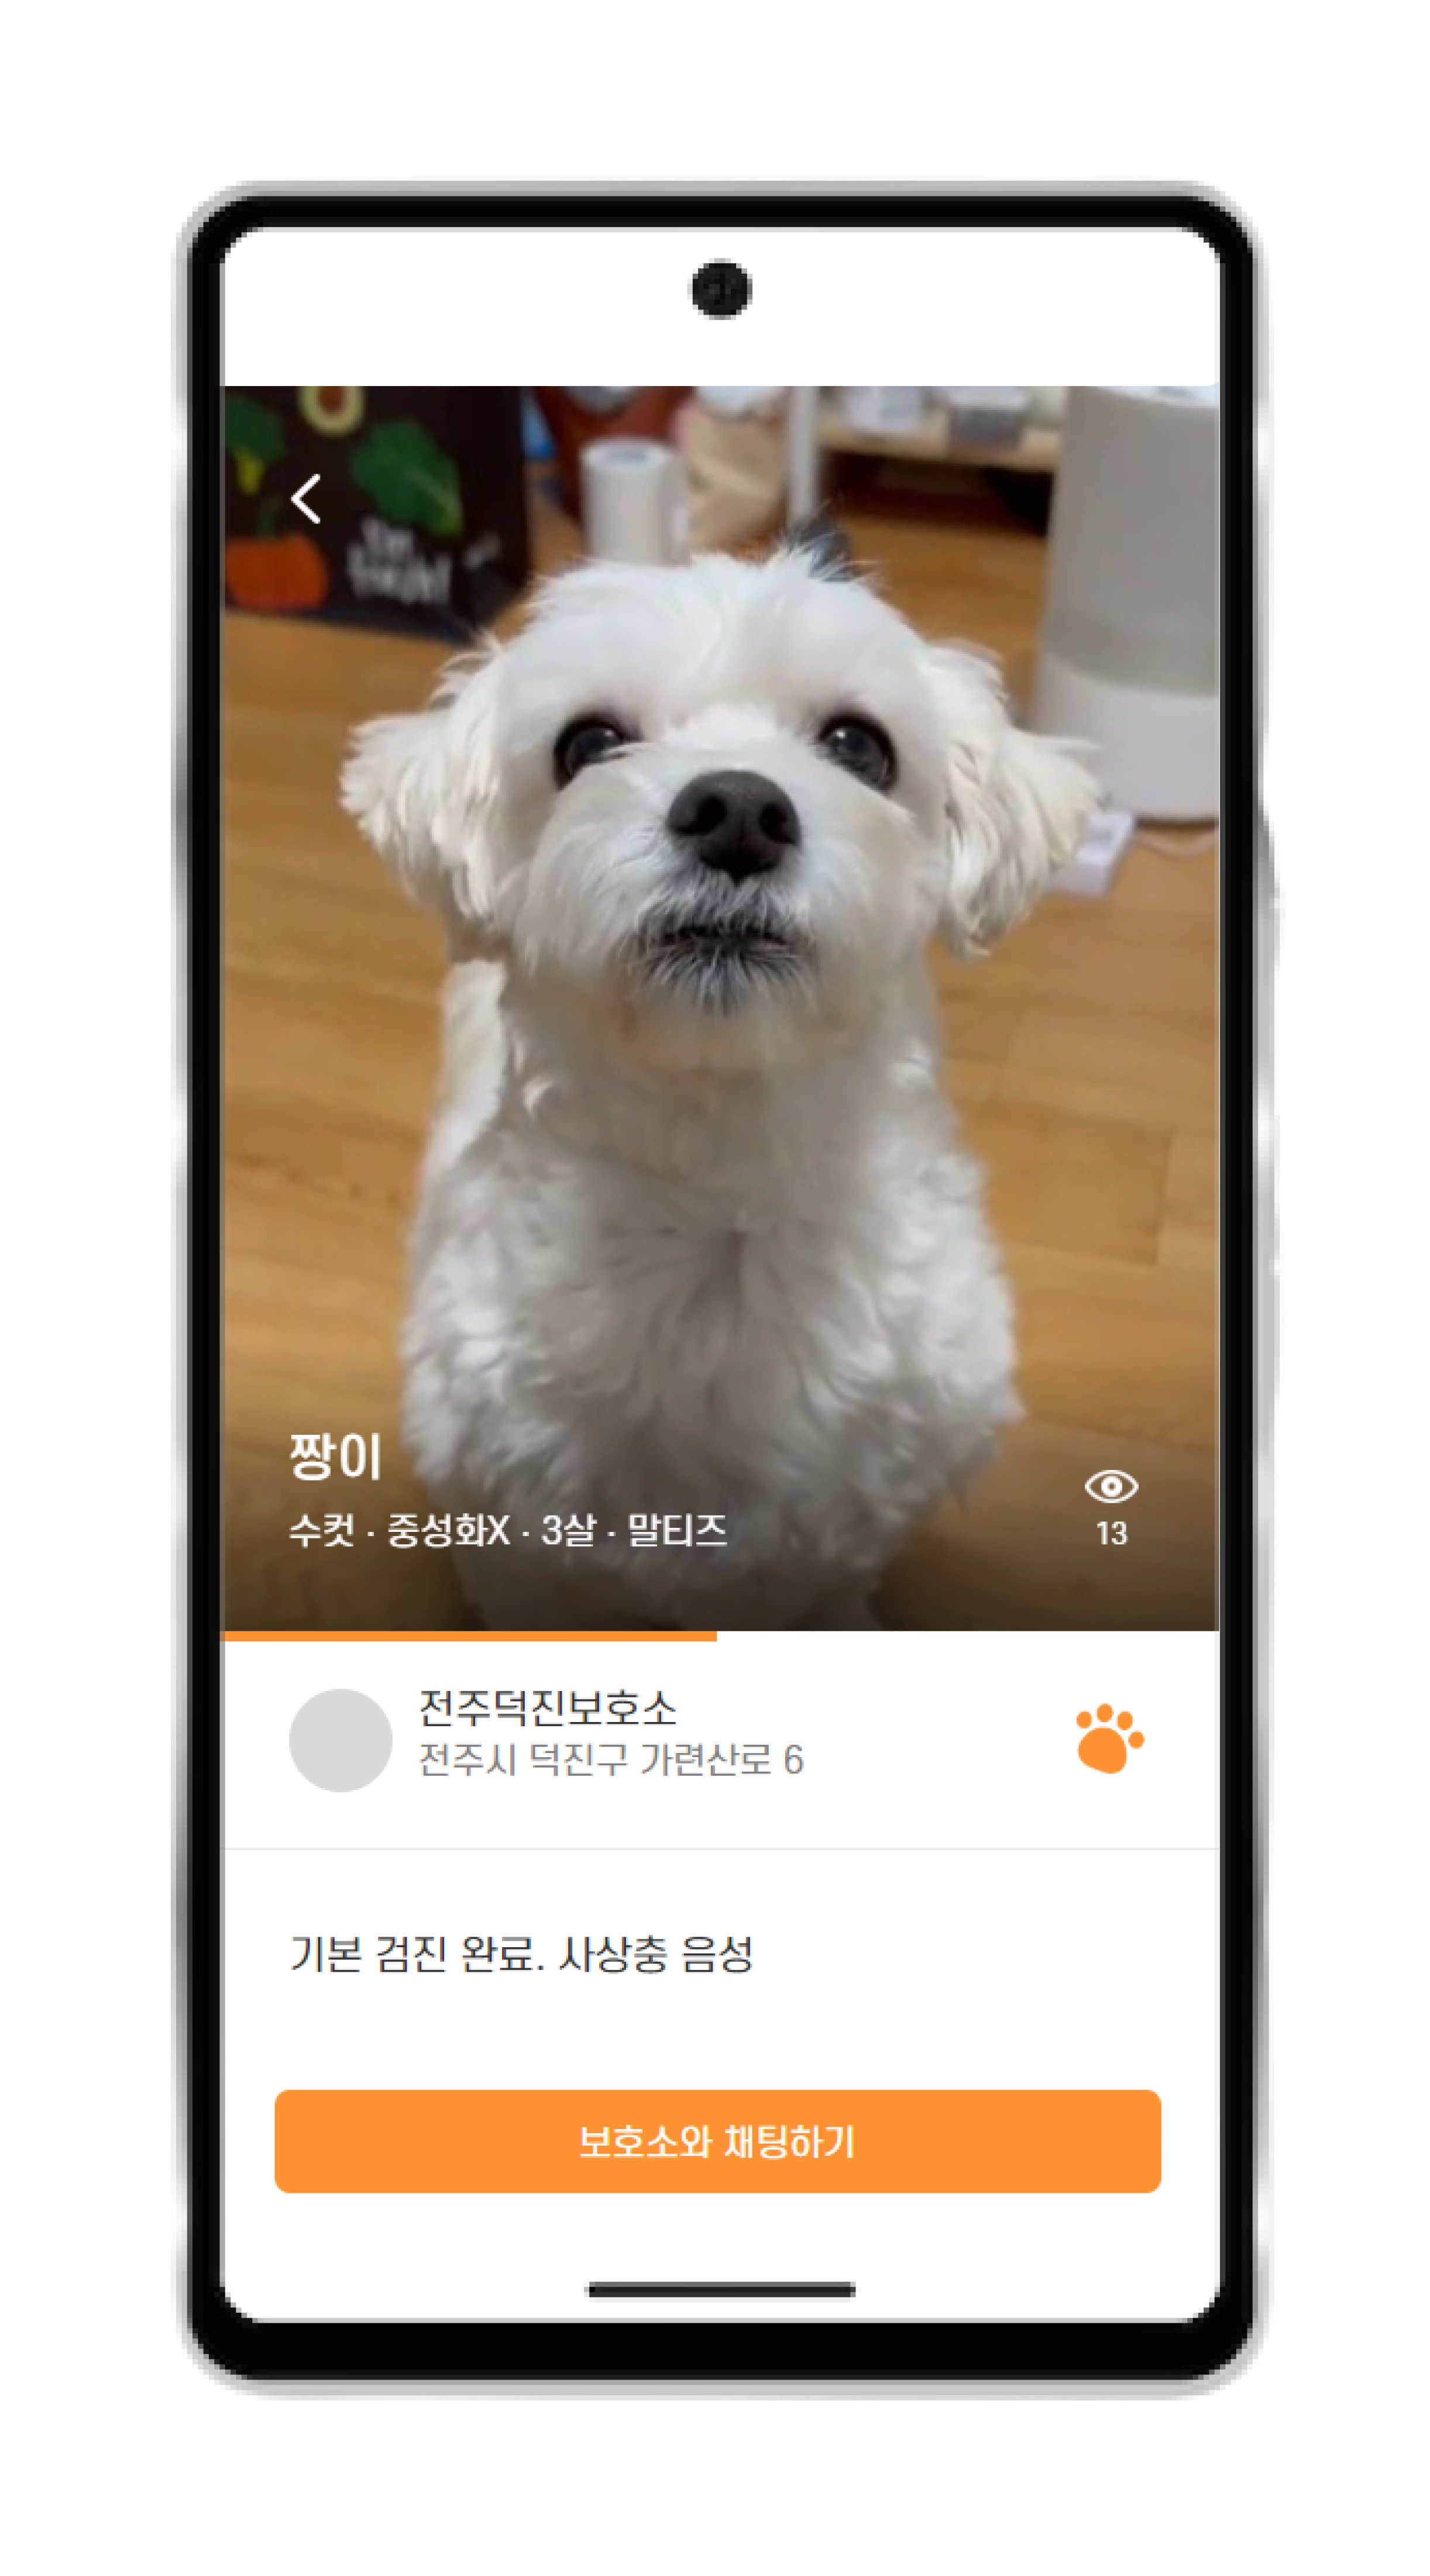 짱이
수컷 · 중성화X · 3살 · 말티즈
13
전주덕진보호소
전주시 덕진구 가련산로 6
기본 검진 완료. 사상충 음성
보호소와 채팅하기